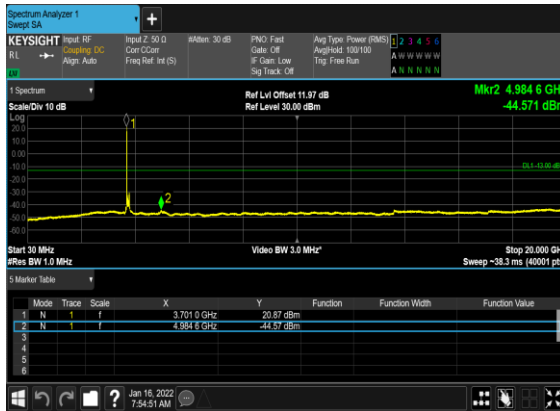 Spectrum Analyzer 1
Swept SA
+
KEYSIGHT Input: RF Input Z: 50 Ω #Atten: 30 dB PNO: Fast Avg Type: Power (RMS) 1 2 3 4 5 6
RL Coupling: DC Corr CCorr Gate: Off Avg|Hold: 100/100 A W W W W W
Align: Auto Freq Ref: Int (S) IF Gain: Low Trig: Free Run
Sig Track: Off A N N N N N
1 Spectrum
Scale/Div 10 dB
Ref Lvl Offset 11.97 dB
Ref Level 30.00 dBm
Mkr2 4.984 6 GH
-44.571 dBm
Log
20.0
10.0
0.00
-10.0
-20.0
-30.0
-40.0
-50.0
-60.0
1
2
DL1 -13.00 dB
Start 30 MHz Video BW 3.0 MHz* Stop 20.000 GH
#Res BW 1.0 MHz Sweep ~38.3 ms (40001 pts
5 Marker Table
Mode Trace Scale X Y Function Function Width Function Value
1 N 1 f 3.701 0 GHz 20.87 dBm
2 N 1 f 4.984 6 GHz -44.57 dBm
3
4
5
6
? Jan 16, 2022
7:54:51 AM